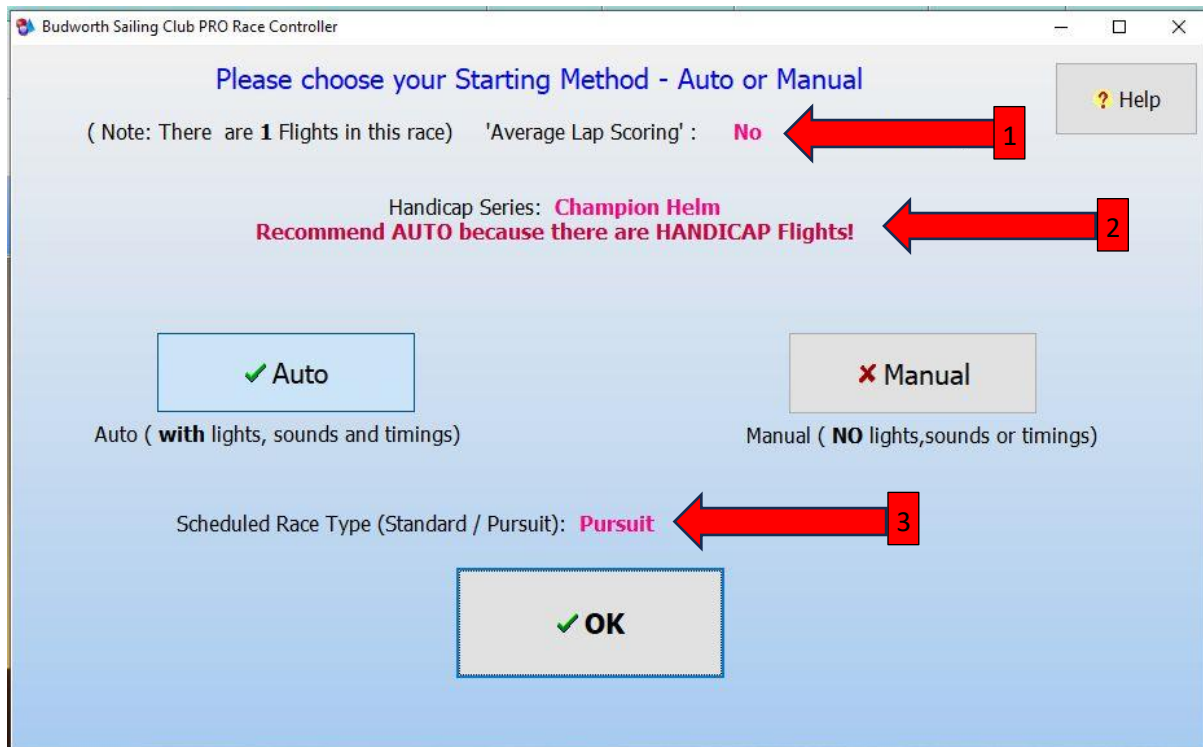 Budworth Sailing Club PRO Race Controller
Please choose your Starting Method - Auto or Manual
? Help
( Note: There are 1 Flights in this race) 'Average Lap Scoring' : No
1
Handicap Series: Champion Helm
Recommend AUTO because there are HANDICAP Flights!
2
Auto
Manual
Auto ( with lights, sounds and timings)
Manual ( NO lights,sounds or timings)
Scheduled Race Type (Standard / Pursuit): Pursuit
3
OK